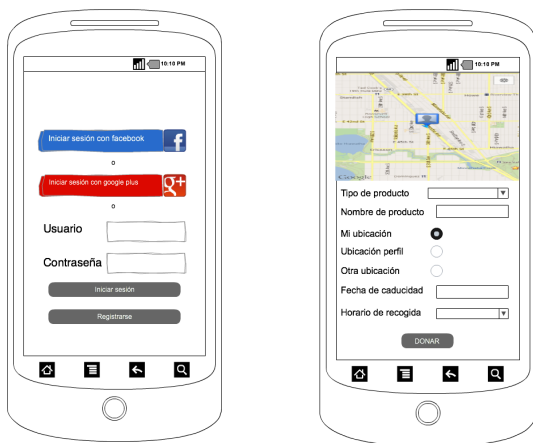 10:10 PM
Iniciar sesión con facebook
f
o
Iniciar sesión con google plus
g+
o
Usuario
Contraseña
Iniciar sesión
Registrarse
10:10 PM
Google
Tipo de producto
Nombre de producto
Mi ubicación
Ubicación perfil
Otra ubicación
Fecha de caducidad
Horario de recogida
DONAR